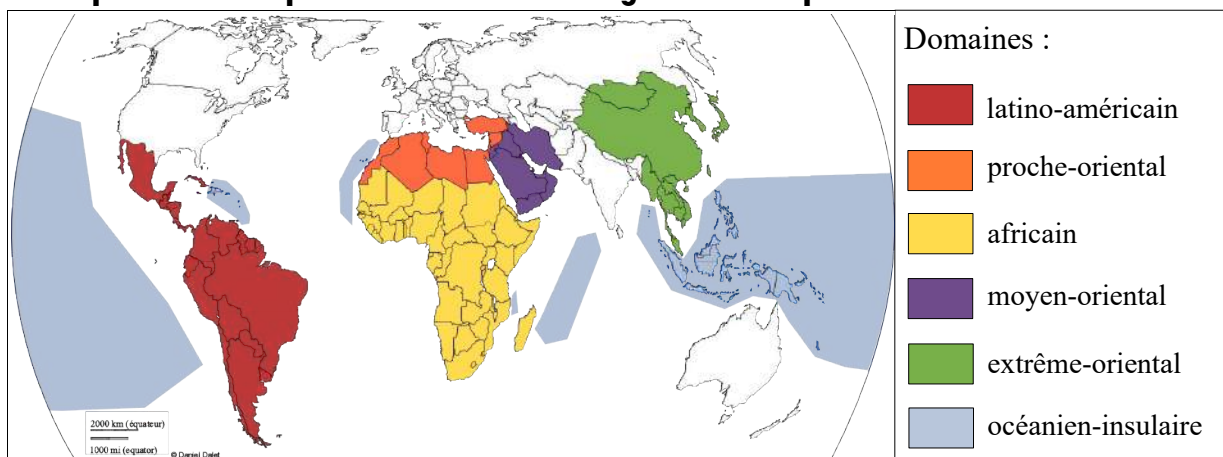 Domaines :
latino-américain
proche-oriental
africain
moyen-oriental
extrême-oriental
océanien-insulaire
2000 km (équateur)
1000 mi (equator)
© Daniel Dalet